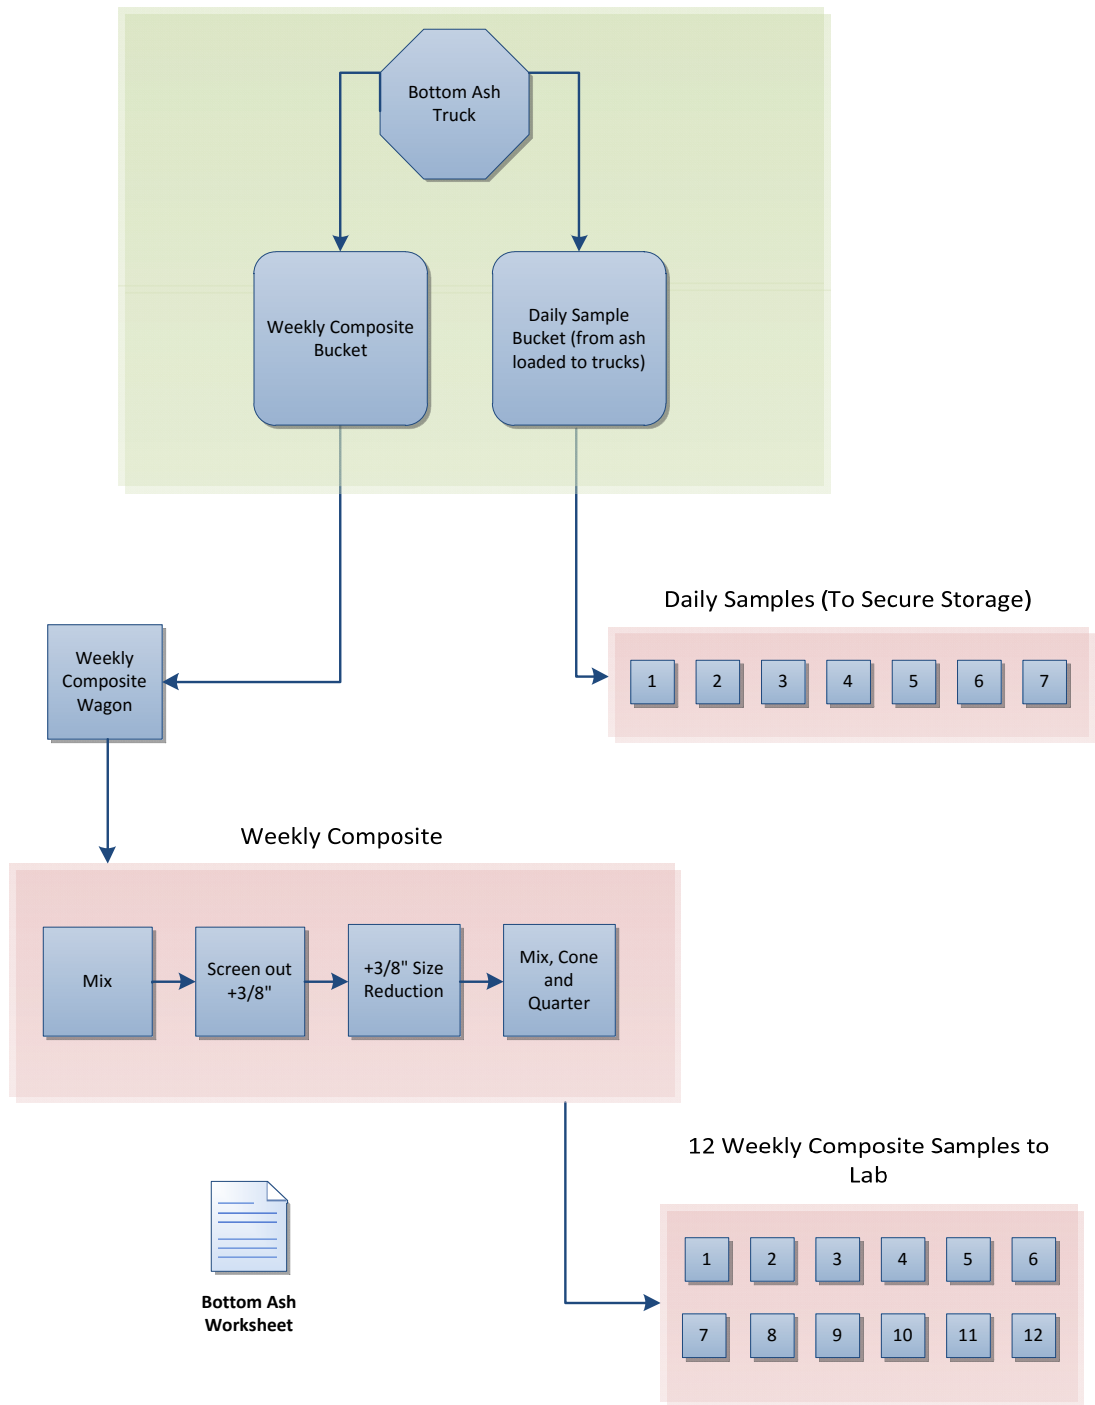 Bottom Ash
Truck
Weekly Composite
Bucket
Daily Sample
Bucket (from ash
loaded to trucks)
Daily Samples (To Secure Storage)
1 2 3 4 5 6 7
Weekly
Composite
Wagon
Weekly Composite
Mix
Screen out
+3/8"
+3/8" Size
Reduction
Mix, Cone
and
Quarter
12 Weekly Composite Samples to
Lab
1 2 3 4 5 6
7 8 9 10 11 12
Bottom Ash
Worksheet